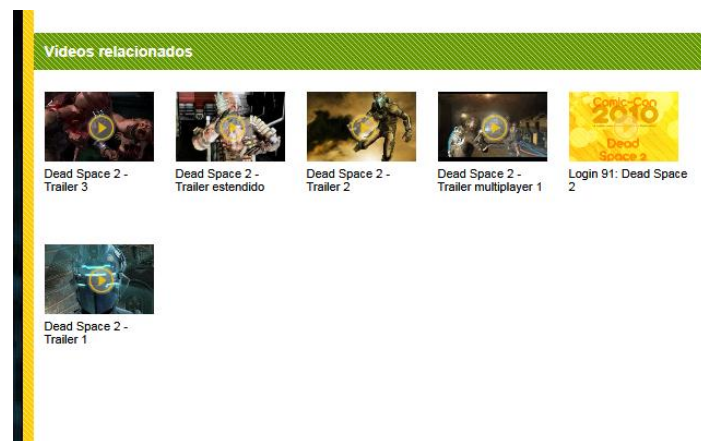 Videos relacionados
Dead Space 2 -
Trailer 3
Dead Space 2 -
Trailer estendido
Dead Space 2 -
Trailer 2
Dead Space 2 -
Trailer multiplayer 1
Comic-Con
2010
Dead
Space 2
Login 91: Dead Space
2
Dead Space 2 -
Trailer 1